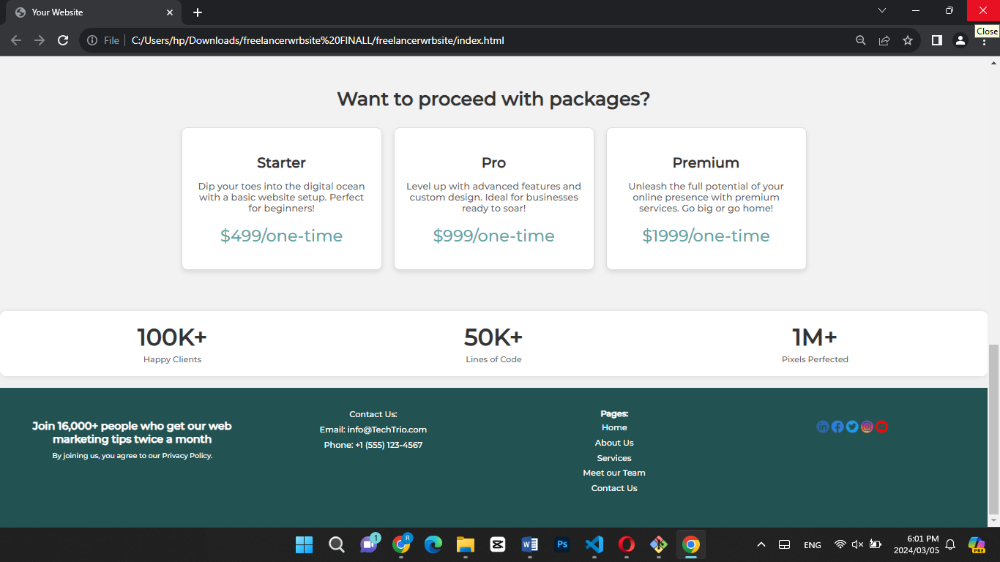 Your Website
Close
File
C:/Users/hp/Downloads/freelancerwrbsite%20FINALL/freelancerwrbsite/index.html
Want to proceed with packages?
Starter
Dip your toes into the digital ocean
with a basic website setup. Perfect
for beginners!
$499/one-time
Pro
Level up with advanced features and
custom design. Ideal for businesses
ready to soar!
$999/one-time
Premium
Unleash the full potential of your
online presence with premium
services. Go big or go home!
$1999/one-time
100K+
Happy Clients
50K+
Lines of Code
1M+
Pixels Perfected
Join 16,000+ people who get our web
marketing tips twice a month
By joining us, you agree to our Privacy Policy.
Contact Us:
Email: info@TechTrio.com
Phone: +1 (555) 123-4567
Pages:
Home
About Us
Services
Meet our Team
Contact Us
1
R
W
Ps
ENG
6:01 PM
2024/03/05
PRE